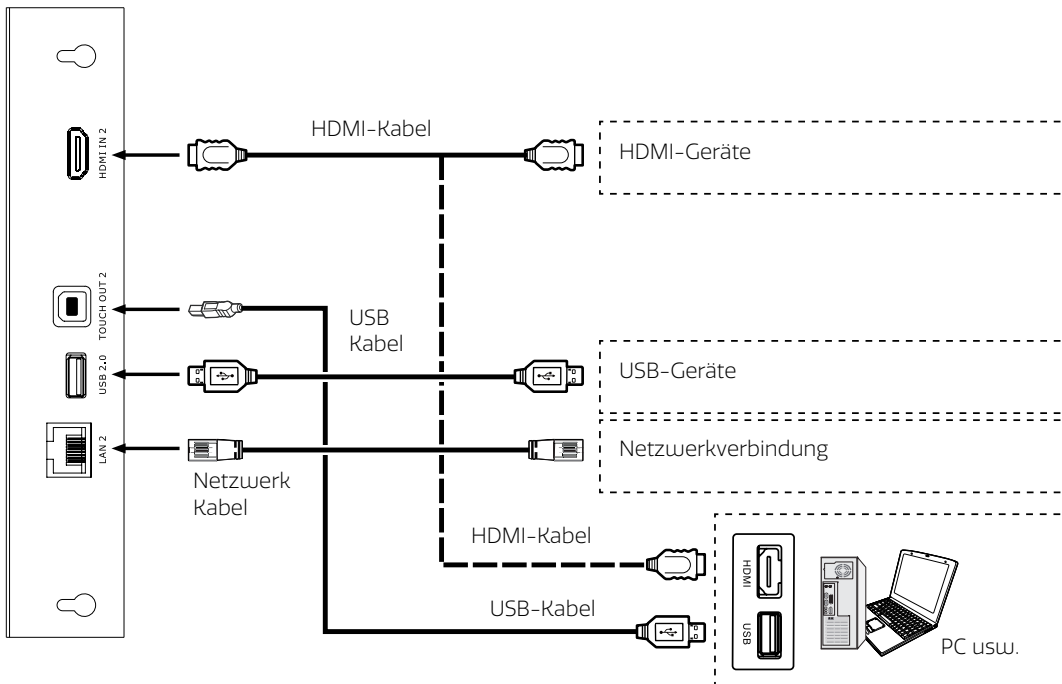 HDMI IN 2
HDMI-Kabel
HDMI-Geräte
TOUCH OUT 2
USB
Kabel
USB 2.0
USB-Geräte
LAN 2
Netzwerk
Kabel
Netzwerkverbindung
HDMI-Kabel
HDMI
USB-Kabel
USB
PC usw.